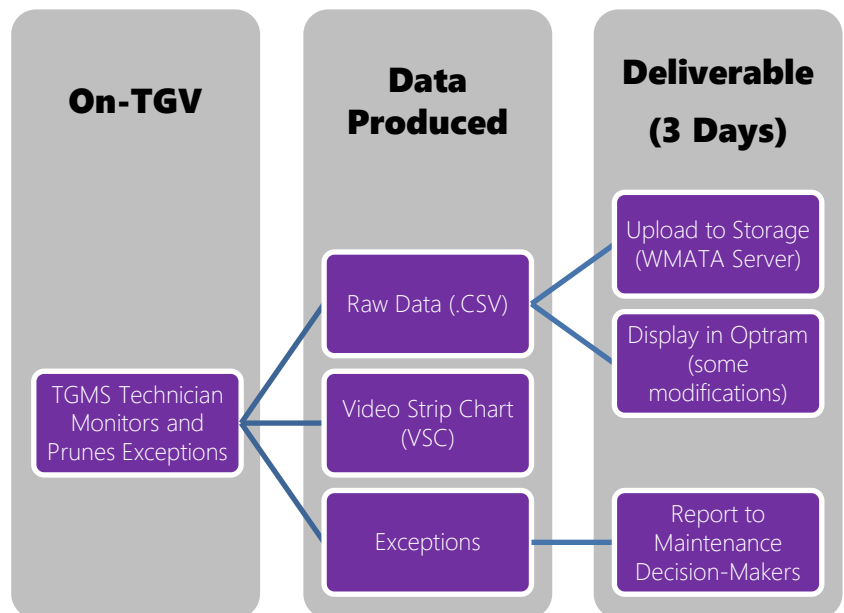 On-TGV
Data
Produced
Deliverable
(3 Days)
TGMS Technician
Monitors and
Prunes Exceptions
Raw Data (.CSV)
Video Strip Chart
(VSC)
Exceptions
Upload to Storage
(WMATA Server)
Display in Optram
(some
modifications)
Report to
Maintenance
Decision-Makers